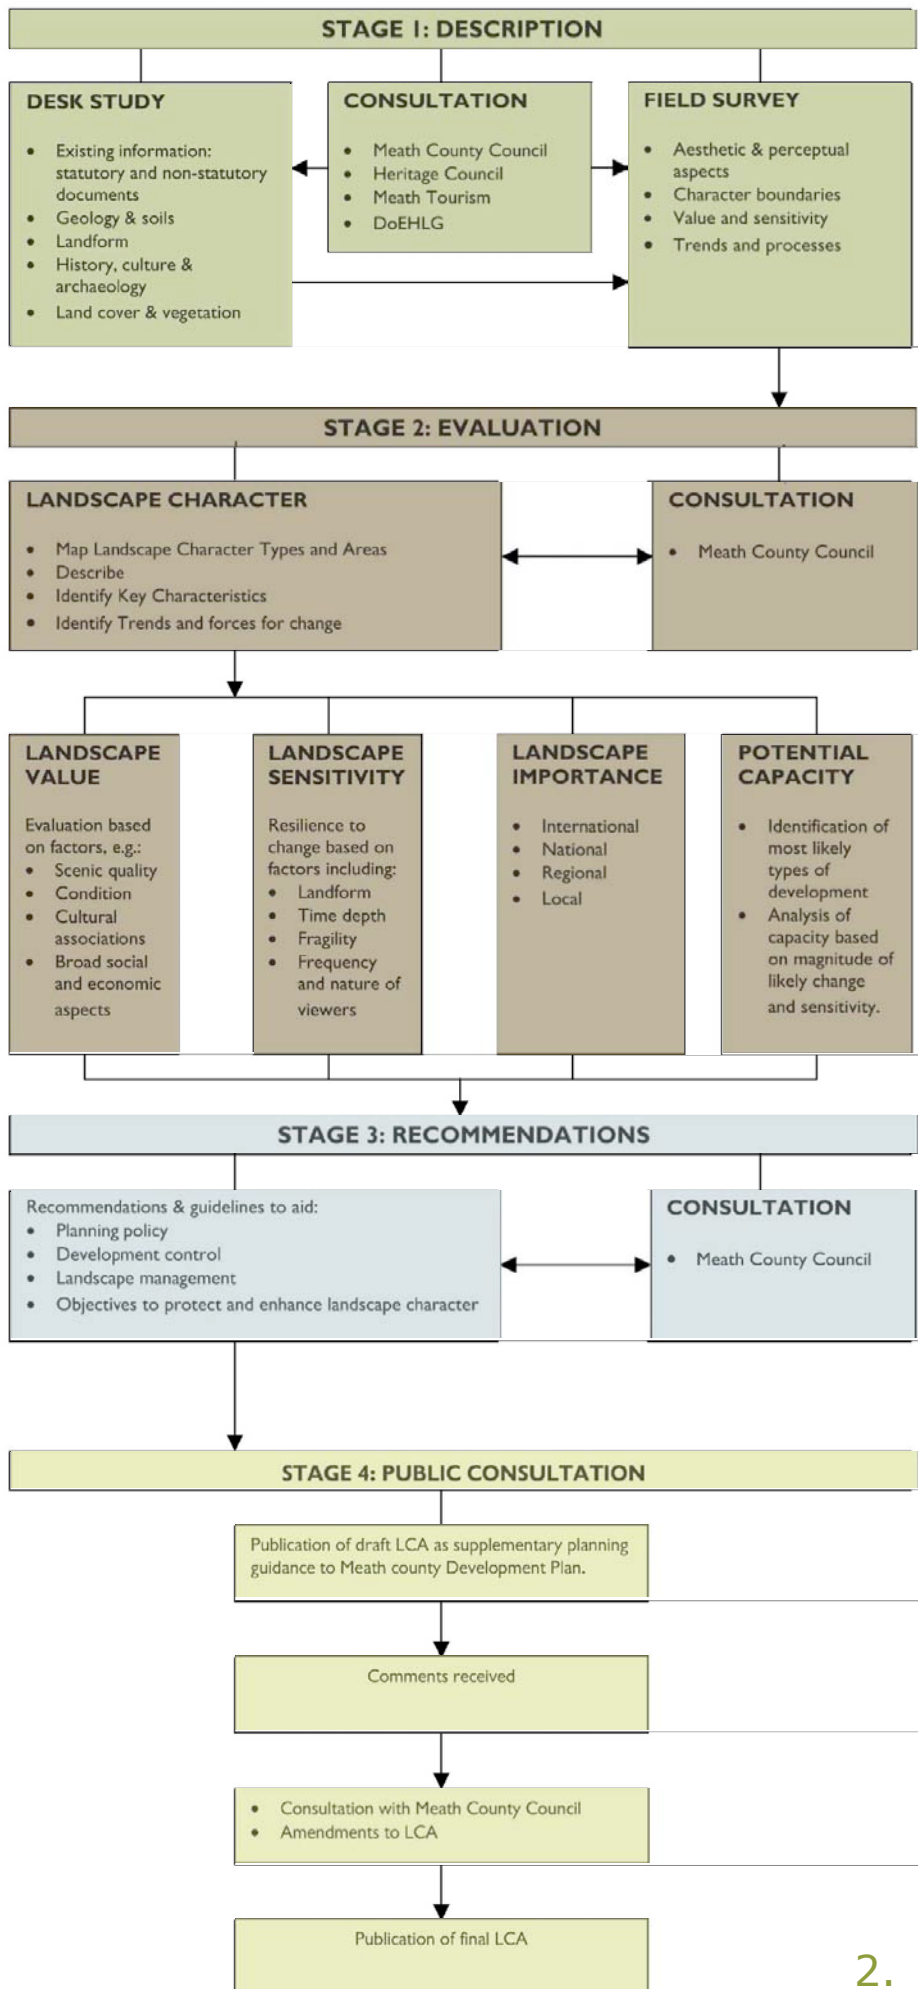 STAGE 1: DESCRIPTION
DESK STUDY
• Existing information:
statutory and non-statutory
documents
• Geology & soils
• Landform
• History, culture &
archaeology
• Land cover & vegetation
CONSULTATION
• Meath County Council
• Heritage Council
• Meath Tourism
• DoEHLG
FIELD SURVEY
• Aesthetic & perceptual
aspects
• Character boundaries
• Value and sensitivity
• Trends and processes
STAGE 2: EVALUATION
LANDSCAPE CHARACTER
• Map Landscape Character Types and Areas
• Describe
• Identify Key Characteristics
• Identify Trends and forces for change
CONSULTATION
• Meath County Council
LANDSCAPE
VALUE
Evaluation based
on factors, e.g.:
• Scenic quality
• Condition
• Cultural
associations
• Broad social
and economic
aspects
LANDSCAPE
SENSITIVITY
Resilience to
change based on
factors including:
• Landform
• Time depth
• Fragility
• Frequency
and nature of
viewers
LANDSCAPE
IMPORTANCE
• International
• National
• Regional
• Local
POTENTIAL
CAPACITY
• Identification of
most likely
types of
development
• Analysis of
capacity based
on magnitude of
likely change
and sensitivity.
STAGE 3: RECOMMENDATIONS
Recommendations & guidelines to aid:
• Planning policy
• Development control
• Landscape management
• Objectives to protect and enhance landscape character
CONSULTATION
• Meath County Council
STAGE 4: PUBLIC CONSULTATION
Publication of draft LCA as supplementary planning
guidance to Meath county Development Plan.
Comments received
• Consultation with Meath County Council
• Amendments to LCA
Publication of final LCA
2.